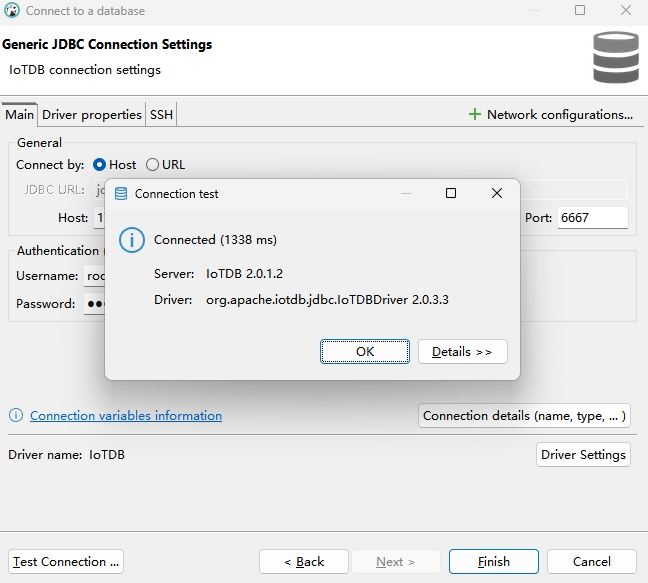 Connect to a database
Generic JDBC Connection Settings
IoTDB connection settings
Main Driver properties SSH
Network configurations...
General
Connect by: Host URL
JDBC URL:
Host:
Port: 6667
Authentication
Username:
Password:
Connection test
Connected (1338 ms)
Server: IoTDB 2.0.1.2
Driver: org.apache.iotdb.jdbc.IoTDBDriver 2.0.3.3
OK Details >>
Connection variables information
Connection details (name, type, ... )
Driver name: IoTDB
Driver Settings
Test Connection ... < Back Next > Finish Cancel